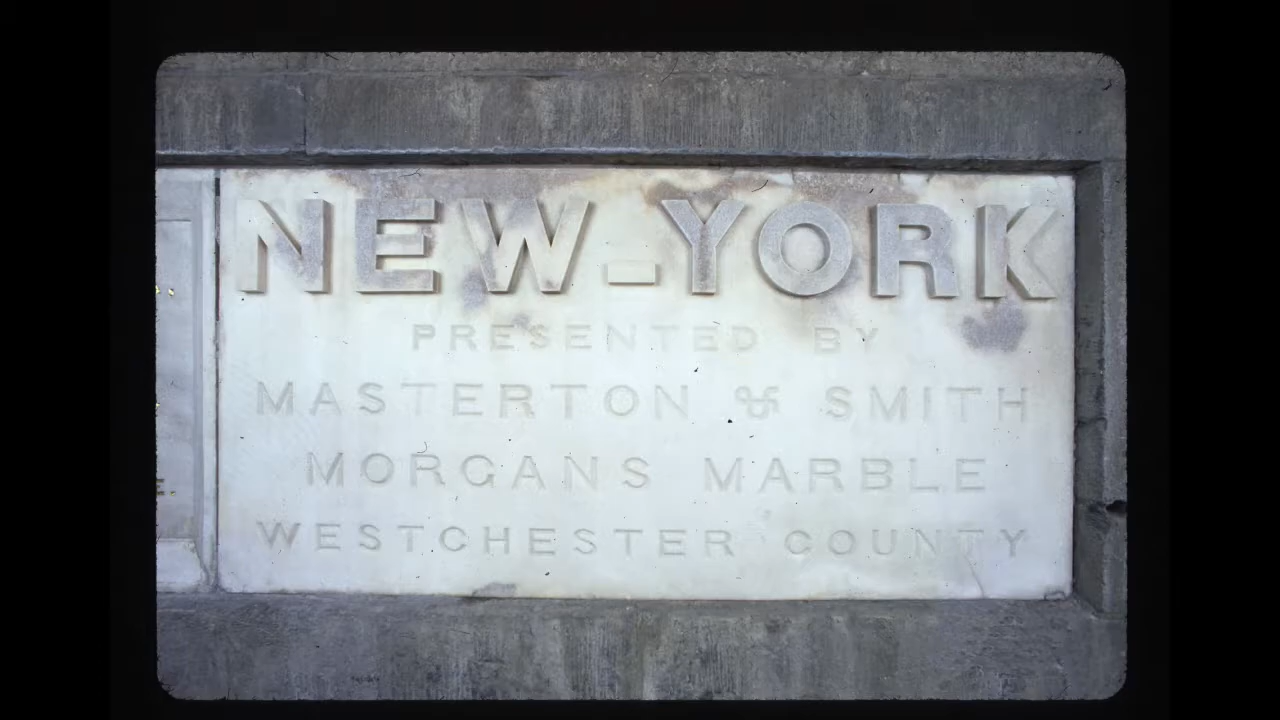 NEW-YORK
PRESENTED BY
MASTERTON & SMITH
MORGANS MARBLE
WESTCHESTER COUNTY